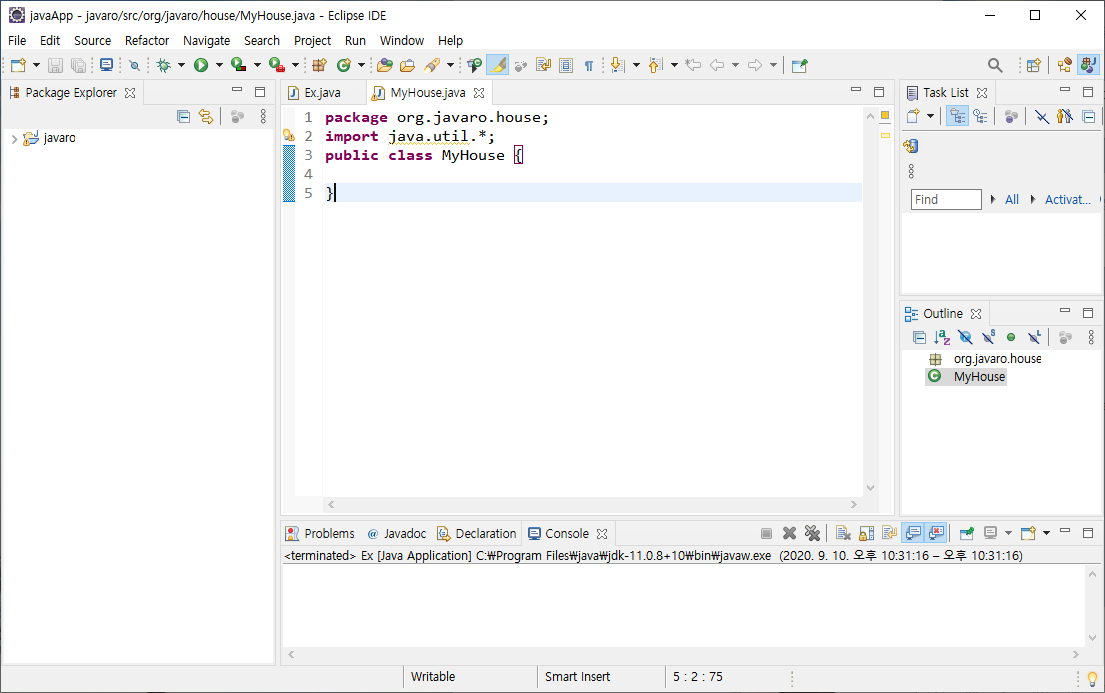 javaApp - javaro/src/org/javaro/house/MyHouse.java - Eclipse IDE
File Edit Source Refactor Navigate Search Project Run Window Help
Package Explorer
javaro
Ex.java MyHouse.java
1 package org.javaro.house;
2 import java.util.*;
3 public class MyHouse {
4
5 }
Task List
Find All Activat...
Outline
org.javaro.house
MyHouse
Problems @ Javadoc Declaration Console
<terminated> Ex [Java Application] C:₩Program Files₩java₩jdk-11.0.8+10₩bin₩javaw.exe (2020. 9. 10. 오후 10:31:16 – 오후 10:31:16)
Writable Smart Insert 5 : 2 : 75